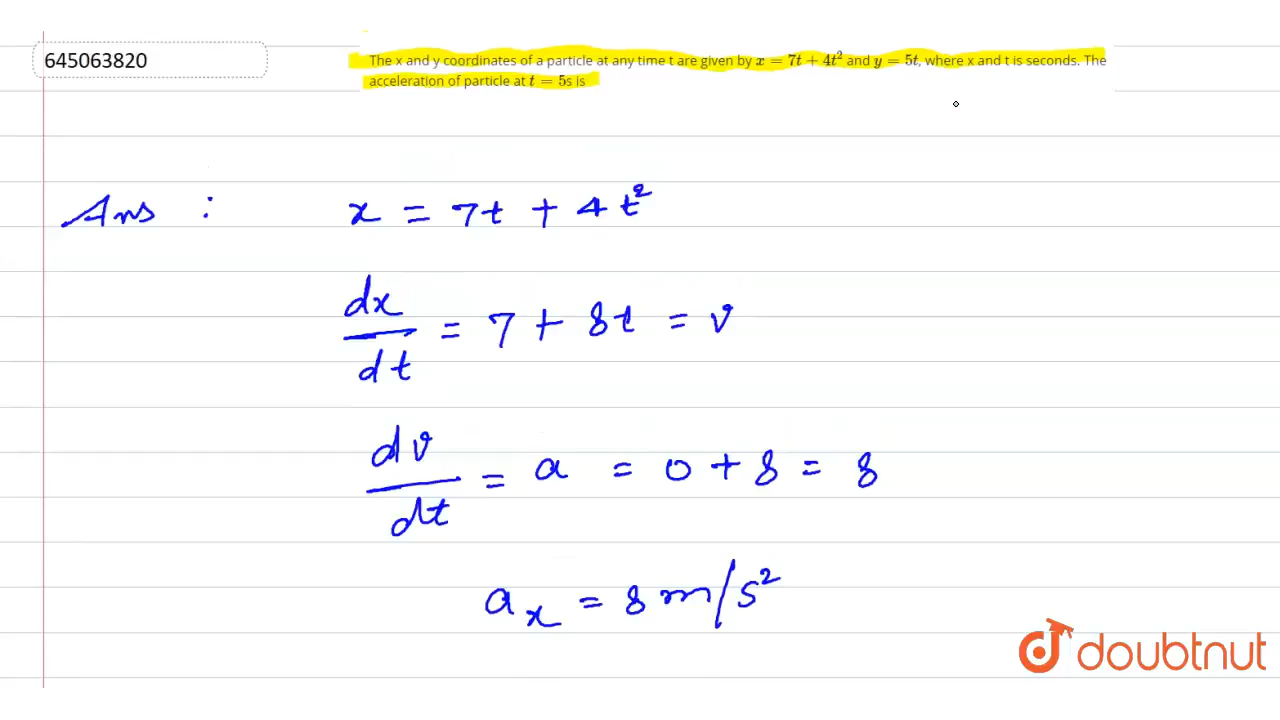 645063820
The x and y coordinates of a particle at any time t are given by x = 7t + 4t² and y = 5t, where x and t is seconds. The
acceleration of particle at t = 5s is
Ans : x = 7t + 4t²
dx/dt = 7 + 8t = v
dv/dt = a = 0 + 8 = 8
aₓ = 8 m/s²
doubtnut